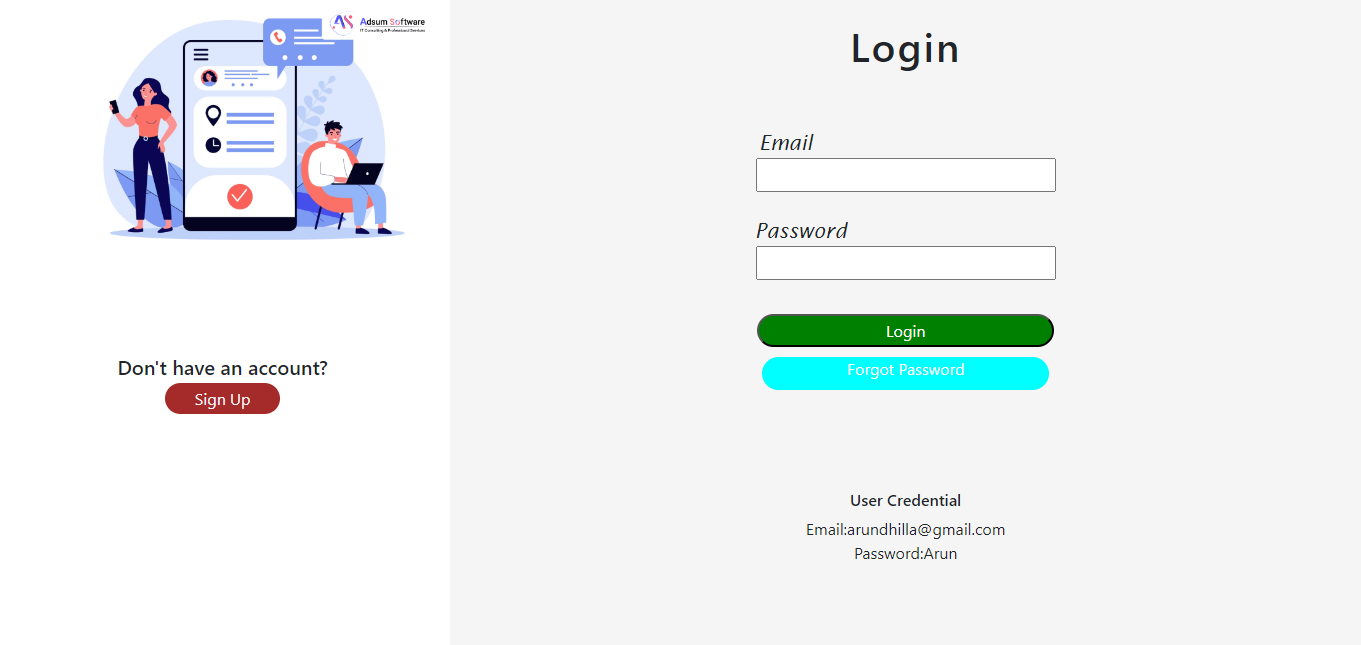 Adsum Software
IT Consulting & Professional Services
Don't have an account?
Sign Up
Login
Email
Password
Login
Forgot Password
User Credential
Email:arundhilla@gmail.com
Password:Arun